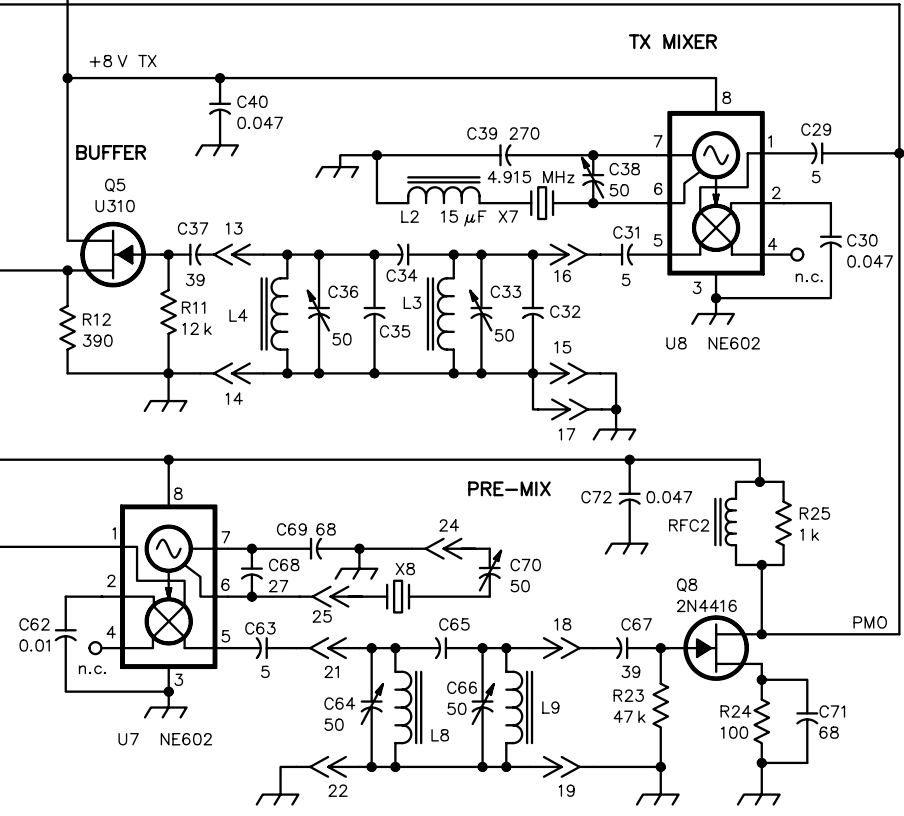 TX MIXER
+8 V TX
C40
0.047
8
BUFFER
C39 270
7
1
C29
5
Q5
U310
4.915 MHz
C38
50
6
2
L2 15 µF X7
C37
39
13
C34
16
C31
5
5
4
n.c.
C30
0.047
R12
390
R11
12 k
L4
C36
50
C35
L3
C33
50
C32
3
U8 NE602
14
15
17
PRE-MIX
8
C72 0.047
RFC2
R25
1 k
1
7
C69 68
24
2
6
C68
27
X8
C70
50
25
Q8
2N4416
C62
0.01
4
n.c.
5
C63
5
21
C65
18
C67
39
PMO
3
U7 NE602
C64
50
L8
C66
50
L9
R23
47 k
R24
100
C71
68
22
19